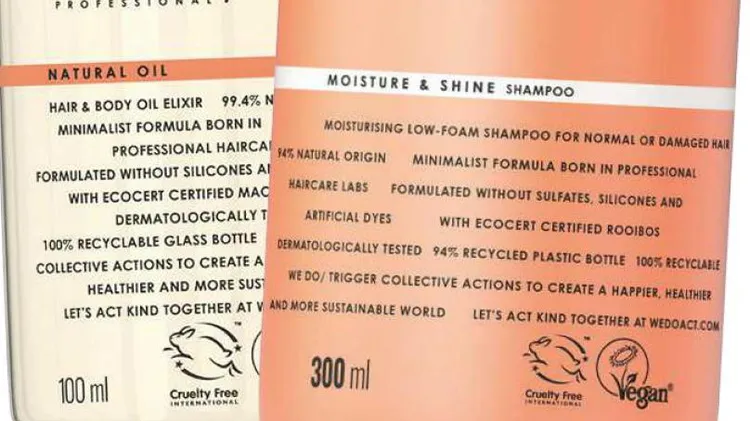 PROFESSIONAL
NATURAL OIL
HAIR & BODY OIL ELIXIR 99.4%
MINIMALIST FORMULA BORN IN
PROFESSIONAL
FORMULATED WITHOUT SILICONES
WITH ECOCERT CERTIFIED
DERMATOLOGICALLY
100% RECYCLABLE GLASS BOTTLE
COLLECTIVE ACTIONS TO CREATE A
HEALTHIER AND MORE
LET'S ACT KIND TOGETHER AT
100 ml
Cruelty Free
INTERNATIONAL
™
MOISTURE & SHINE SHAMPOO
MOISTURISING LOW-FOAM SHAMPOO FOR NORMAL OR DAMAGED HAIR
94% NATURAL ORIGIN MINIMALIST FORMULA BORN IN PROFESSIONAL
HAIRCARE LABS FORMULATED WITHOUT SULFATES, SILICONES AND
ARTIFICIAL DYES WITH ECOCERT CERTIFIED ROOIBOS
DERMATOLOGICALLY TESTED 94% RECYCLED PLASTIC BOTTLE 100% RECYCLABLE
WE DO/ TRIGGER COLLECTIVE ACTIONS TO CREATE A HAPPIER, HEALTHIER
AND MORE SUSTAINABLE WORLD LET'S ACT KIND TOGETHER AT WEDOACT.COM
300 ml
Cruelty Free
INTERNATIONAL
™
Vegan®